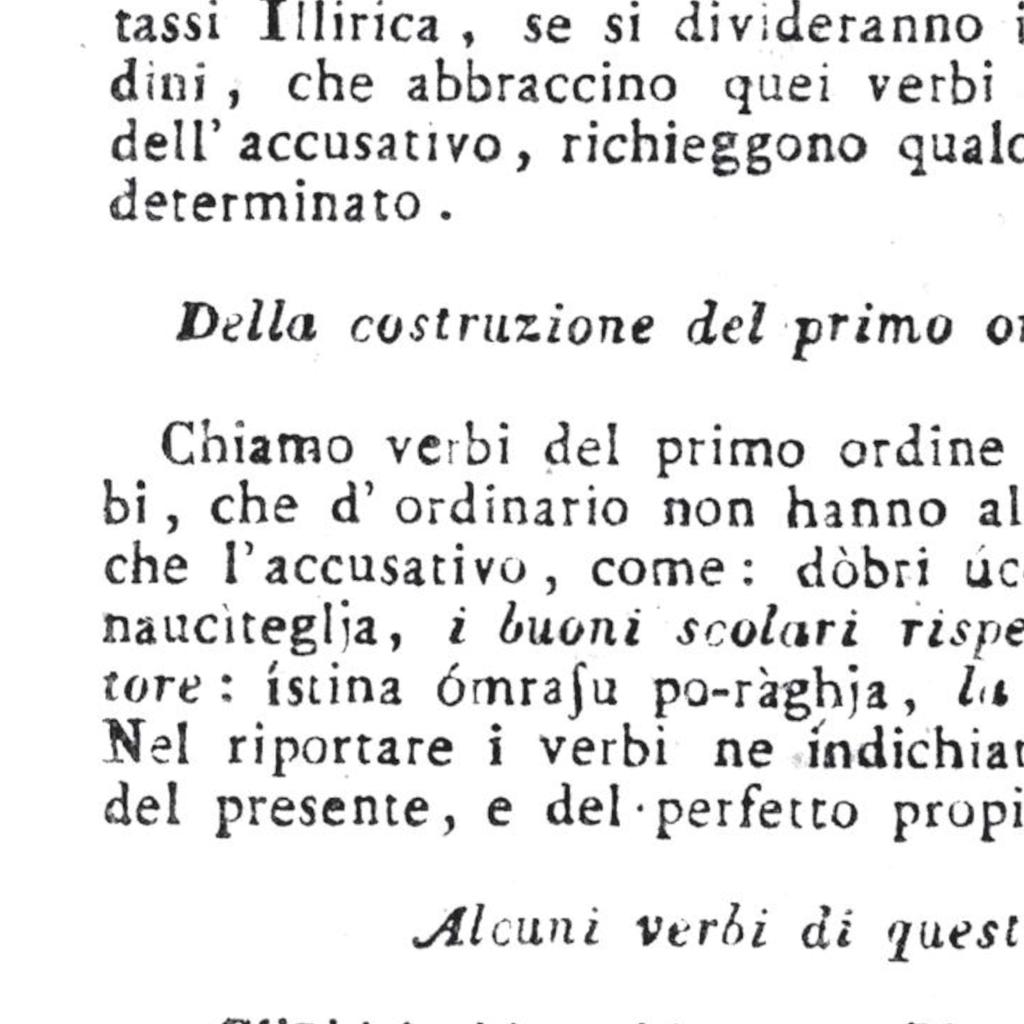 tassi Illirica, se si divideranno i
dini, che abbraccino quei verbi
dell' accusativo, richieggono qualc
determinato.
Della costruzione del primo or
Chiamo verbi del primo ordine
bi, che d' ordinario non hanno al
che l'accusativo, come: dòbri úc
naucìteglja, i buoni scolari rispe
tore: ístina ómraſu po-ràghja, la
Nel riportare i verbi ne índichiar
del presente, e del perfetto propi
Alcuni verbi di quest